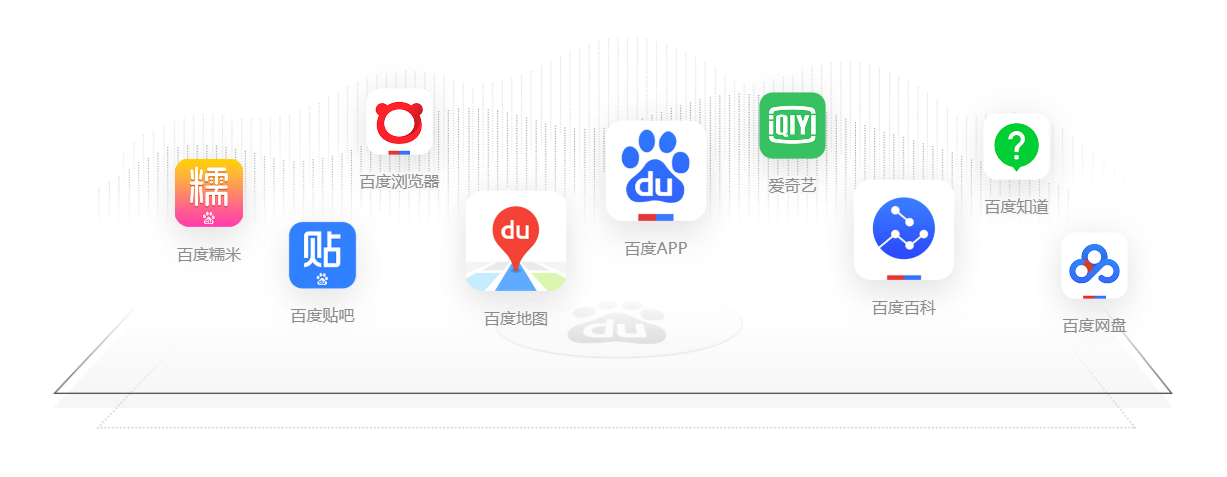 糯
百度糯米
贴
百度贴吧
百度浏览器
du
百度地图
du
百度APP
iQIYI
爱奇艺
百度百科
?
百度知道
百度网盘
du